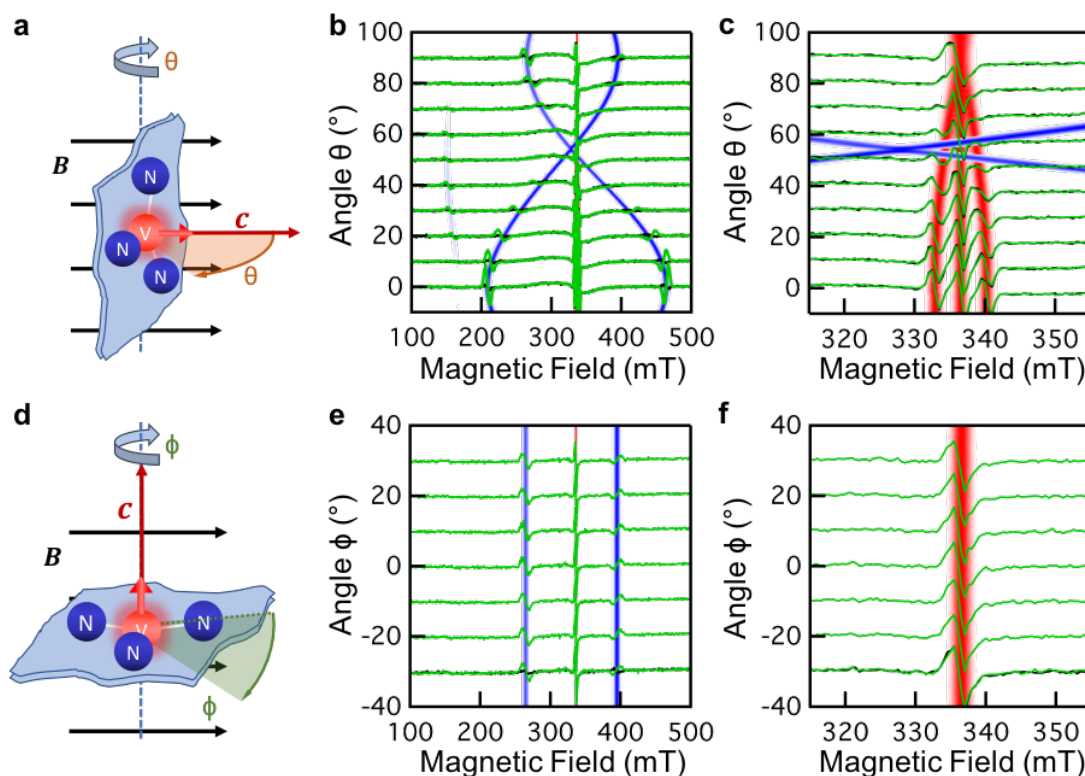 a
θ
B
N
V
c
N
N
θ
b
100
80
60
40
20
0
Angle θ (°)
100 200 300 400 500
Magnetic Field (mT)
c
100
80
60
40
20
0
Angle θ (°)
320 330 340 350
Magnetic Field (mT)
d
ϕ
c
B
N
V
N
N
ϕ
e
40
20
0
-20
-40
Angle ϕ (°)
100 200 300 400 500
Magnetic Field (mT)
f
40
20
0
-20
-40
Angle ϕ (°)
320 330 340 350
Magnetic Field (mT)